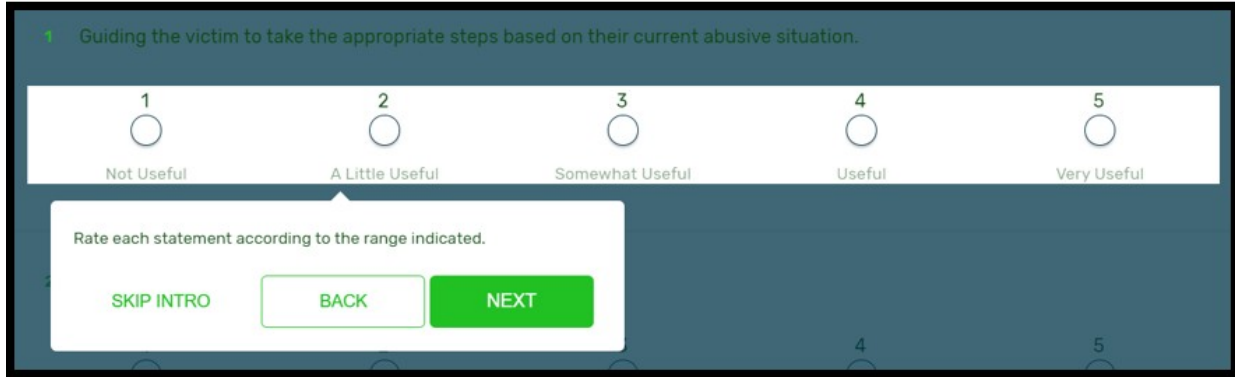 1 Guiding the victim to take the appropriate steps based on their current abusive situation.
1 2 3 4 5
Not Useful A Little Useful Somewhat Useful Useful Very Useful
Rate each statement according to the range indicated.
SKIP INTRO BACK NEXT
4 5